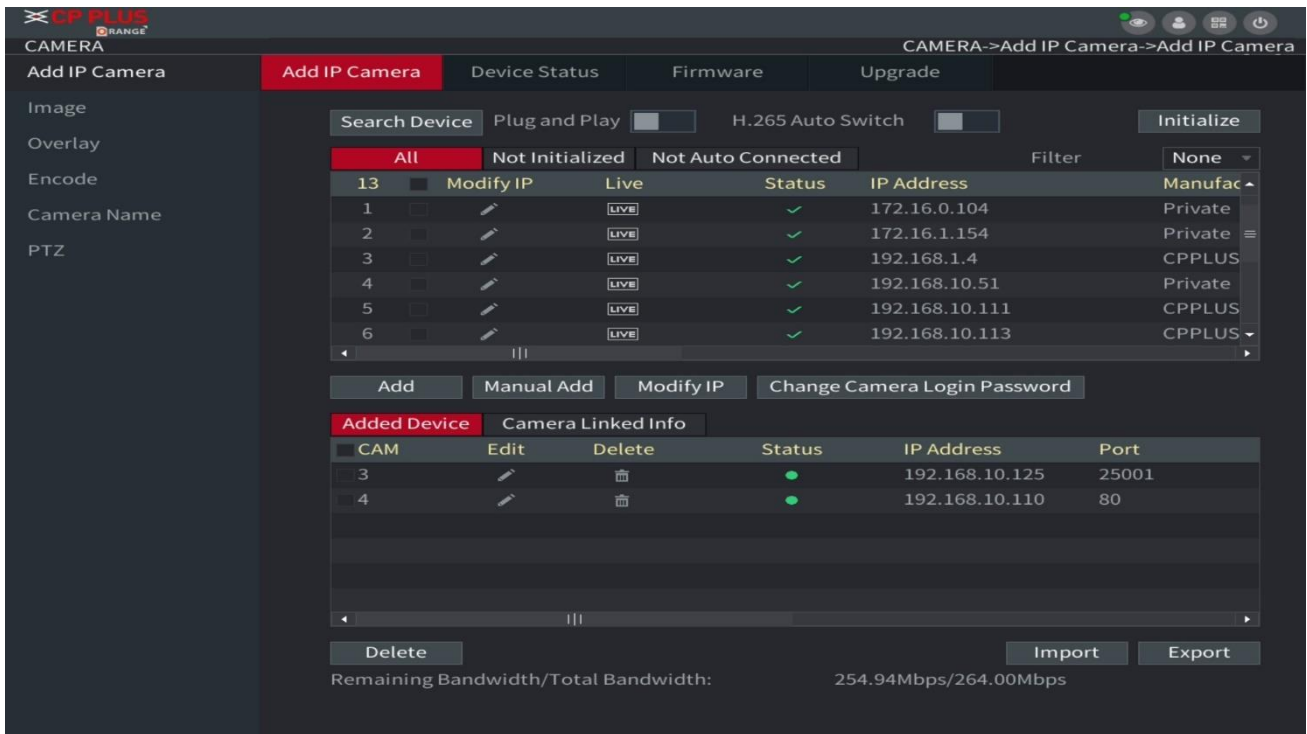 CP PLUS
ORANGE
CAMERA CAMERA->Add IP Camera->Add IP Camera
Add IP Camera Add IP Camera Device Status Firmware Upgrade
Image
Overlay
Encode
Camera Name
PTZ
Search Device Plug and Play H.265 Auto Switch Initialize
All Not Initialized Not Auto Connected Filter None
13 Modify IP Live Status IP Address Manufac
1 LIVE 172.16.0.104 Private
2 LIVE 172.16.1.154 Private
3 LIVE 192.168.1.4 CPPLUS
4 LIVE 192.168.10.51 Private
5 LIVE 192.168.10.111 CPPLUS
6 LIVE 192.168.10.113 CPPLUS
Add Manual Add Modify IP Change Camera Login Password
Added Device Camera Linked Info
CAM Edit Delete Status IP Address Port
3 192.168.10.125 25001
4 192.168.10.110 80
Delete Import Export
Remaining Bandwidth/Total Bandwidth: 254.94Mbps/264.00Mbps